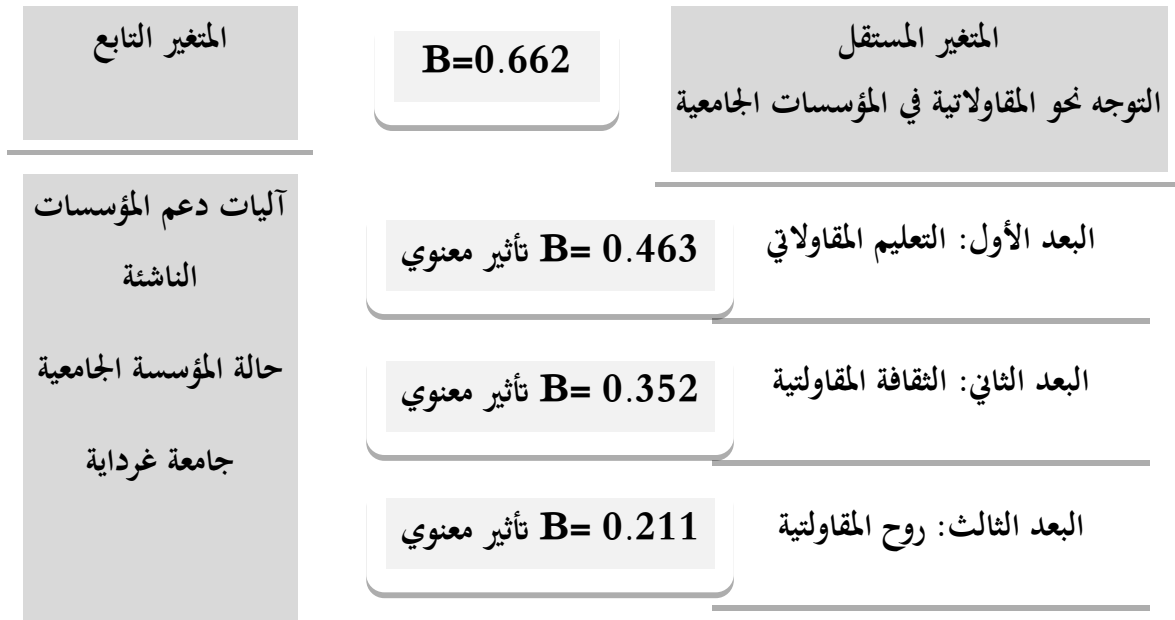 المتغير المستقل
التوجه نحو المقاولاتية في المؤسسات الجامعية
B=0.662
المتغير التابع
آليات دعم المؤسسات
الناشئة
حالة المؤسسة الجامعية
جامعة غرداية
البعد الأول: التعليم المقاولاتي
B= 0.463 تأثير معنوي
البعد الثاني: الثقافة المقاولتية
B= 0.352 تأثير معنوي
البعد الثالث: روح المقاولتية
B= 0.211 تأثير معنوي